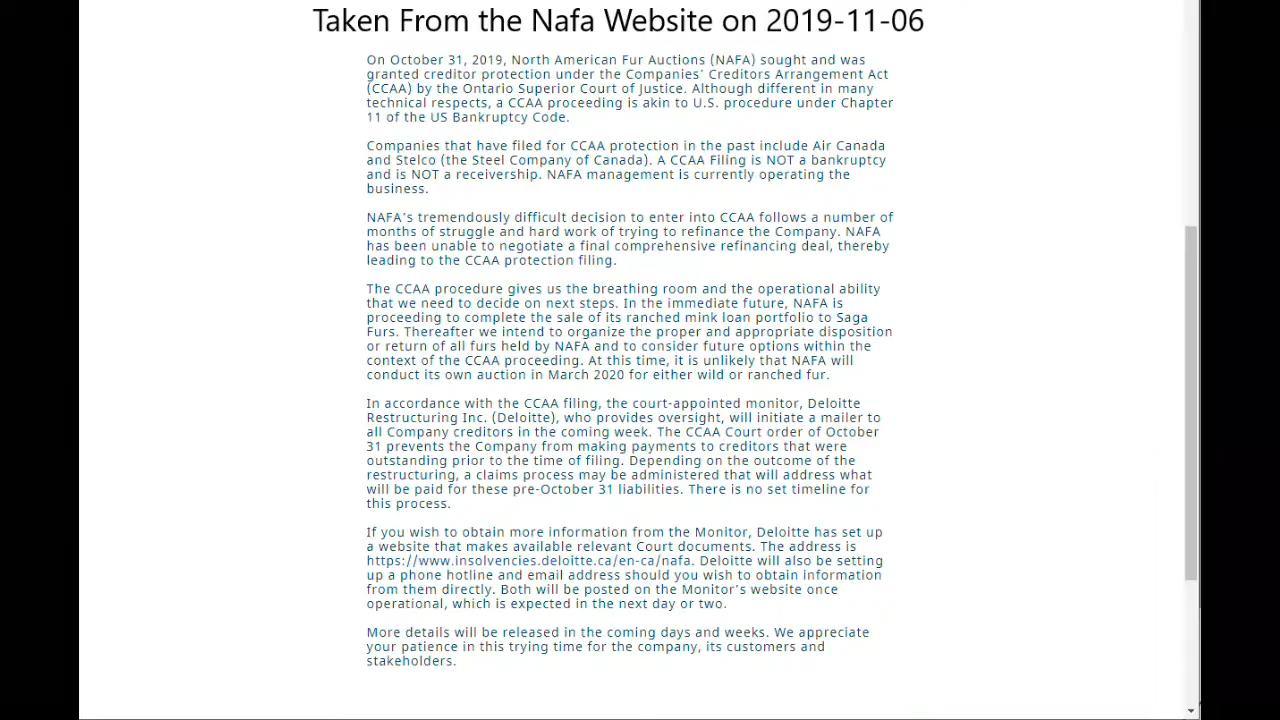 Taken From the Nafa Website on 2019-11-06
On October 31, 2019, North American Fur Auctions (NAFA) sought and was
granted creditor protection under the Companies' Creditors Arrangement Act
(CCAA) by the Ontario Superior Court of Justice. Although different in many
technical respects, a CCAA proceeding is akin to U.S. procedure under Chapter
11 of the US Bankruptcy Code.
Companies that have filed for CCAA protection in the past include Air Canada
and Stelco (the Steel Company of Canada). A CCAA Filing is NOT a bankruptcy
and is NOT a receivership. NAFA management is currently operating the
business.
NAFA's tremendously difficult decision to enter into CCAA follows a number of
months of struggle and hard work of trying to refinance the Company. NAFA
has been unable to negotiate a final comprehensive refinancing deal, thereby
leading to the CCAA protection filing.
The CCAA procedure gives us the breathing room and the operational ability
that we need to decide on next steps. In the immediate future, NAFA is
proceeding to complete the sale of its ranched mink loan portfolio to Saga
Furs. Thereafter we intend to organize the proper and appropriate disposition
or return of all furs held by NAFA and to consider future options within the
context of the CCAA proceeding. At this time, it is unlikely that NAFA will
conduct its own auction in March 2020 for either wild or ranched fur.
In accordance with the CCAA filing, the court-appointed monitor, Deloitte
Restructuring Inc. (Deloitte), who provides oversight, will initiate a mailer to
all Company creditors in the coming week. The CCAA Court order of October
31 prevents the Company from making payments to creditors that were
outstanding prior to the time of filing. Depending on the outcome of the
restructuring, a claims process may be administered that will address what
will be paid for these pre-October 31 liabilities. There is no set timeline for
this process.
If you wish to obtain more information from the Monitor, Deloitte has set up
a website that makes available relevant Court documents. The address is
https://www.insolvencies.deloitte.ca/en-ca/nafa. Deloitte will also be setting
up a phone hotline and email address should you wish to obtain information
from them directly. Both will be posted on the Monitor's website once
operational, which is expected in the next day or two.
More details will be released in the coming days and weeks. We appreciate
your patience in this trying time for the company, its customers and
stakeholders.